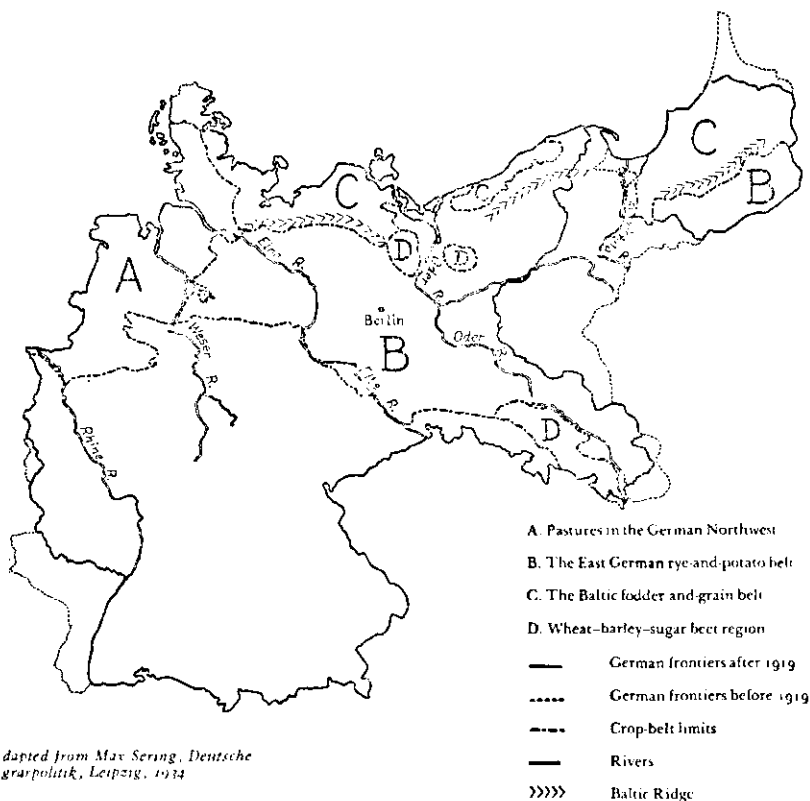 C
C
B
C
D
D
Elbe R.
Oder R.
A
Berlin
Weser R.
B
Oder
Elbe R.
Rhine R.
D
A. Pastures in the German Northwest
B. The East German rye-and-potato belt
C. The Baltic fodder-and-grain belt
D. Wheat–barley–sugar beet region
German frontiers after 1919
German frontiers before 1919
Crop-belt limits
Rivers
Baltic Ridge
dapted from Max Sering, Deutsche
grarpolitik, Leipzig, 1934